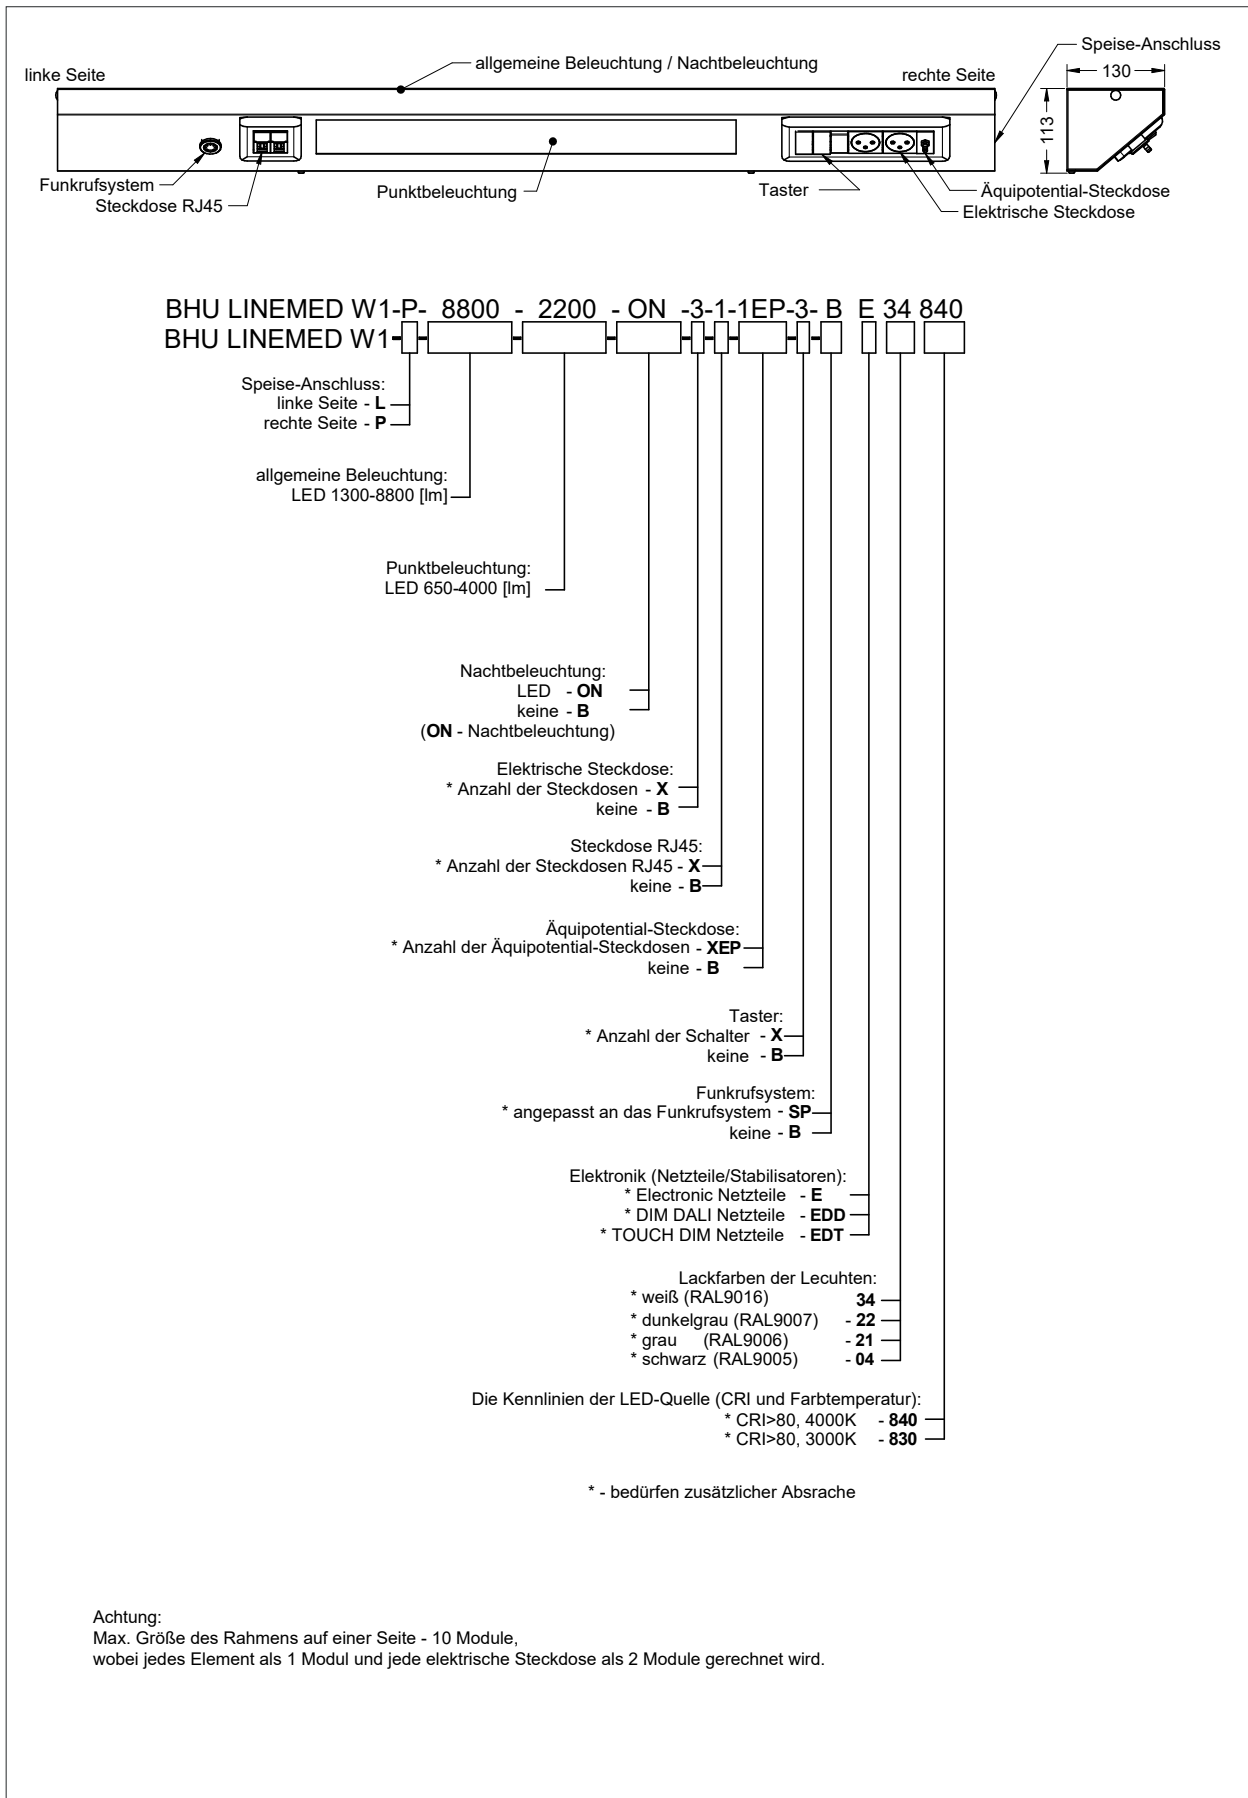 linke Seite
allgemeine Beleuchtung / Nachtbeleuchtung
rechte Seite
Speise-Anschluss
130
113
Funkrufsystem
Steckdose RJ45
Punktbeleuchtung
Taster
Äquipotential-Steckdose
Elektrische Steckdose
BHU LINEMED W1-P- 8800 - 2200 - ON -3-1-1EP-3- B E 34 840
BHU LINEMED W1- - - - - - - -
Speise-Anschluss:
linke Seite - L
rechte Seite - P
allgemeine Beleuchtung:
LED 1300-8800 [lm]
Punktbeleuchtung:
LED 650-4000 [lm]
Nachtbeleuchtung:
LED - ON
keine - B
(ON - Nachtbeleuchtung)
Elektrische Steckdose:
* Anzahl der Steckdosen - X
keine - B
Steckdose RJ45:
* Anzahl der Steckdosen RJ45 - X
keine - B
Äquipotential-Steckdose:
* Anzahl der Äquipotential-Steckdosen - XEP
keine - B
Taster:
* Anzahl der Schalter - X
keine - B
Funkrufsystem:
* angepasst an das Funkrufsystem - SP
keine - B
Elektronik (Netzteile/Stabilisatoren):
* Electronic Netzteile - E
* DIM DALI Netzteile - EDD
* TOUCH DIM Netzteile - EDT
Lackfarben der Lecuhten:
* weiß (RAL9016) 34
* dunkelgrau (RAL9007) - 22
* grau (RAL9006) - 21
* schwarz (RAL9005) - 04
Die Kennlinien der LED-Quelle (CRI und Farbtemperatur):
* CRI>80, 4000K - 840
* CRI>80, 3000K - 830
* - bedürfen zusätzlicher Absrache
Achtung:
Max. Größe des Rahmens auf einer Seite - 10 Module,
wobei jedes Element als 1 Modul und jede elektrische Steckdose als 2 Module gerechnet wird.